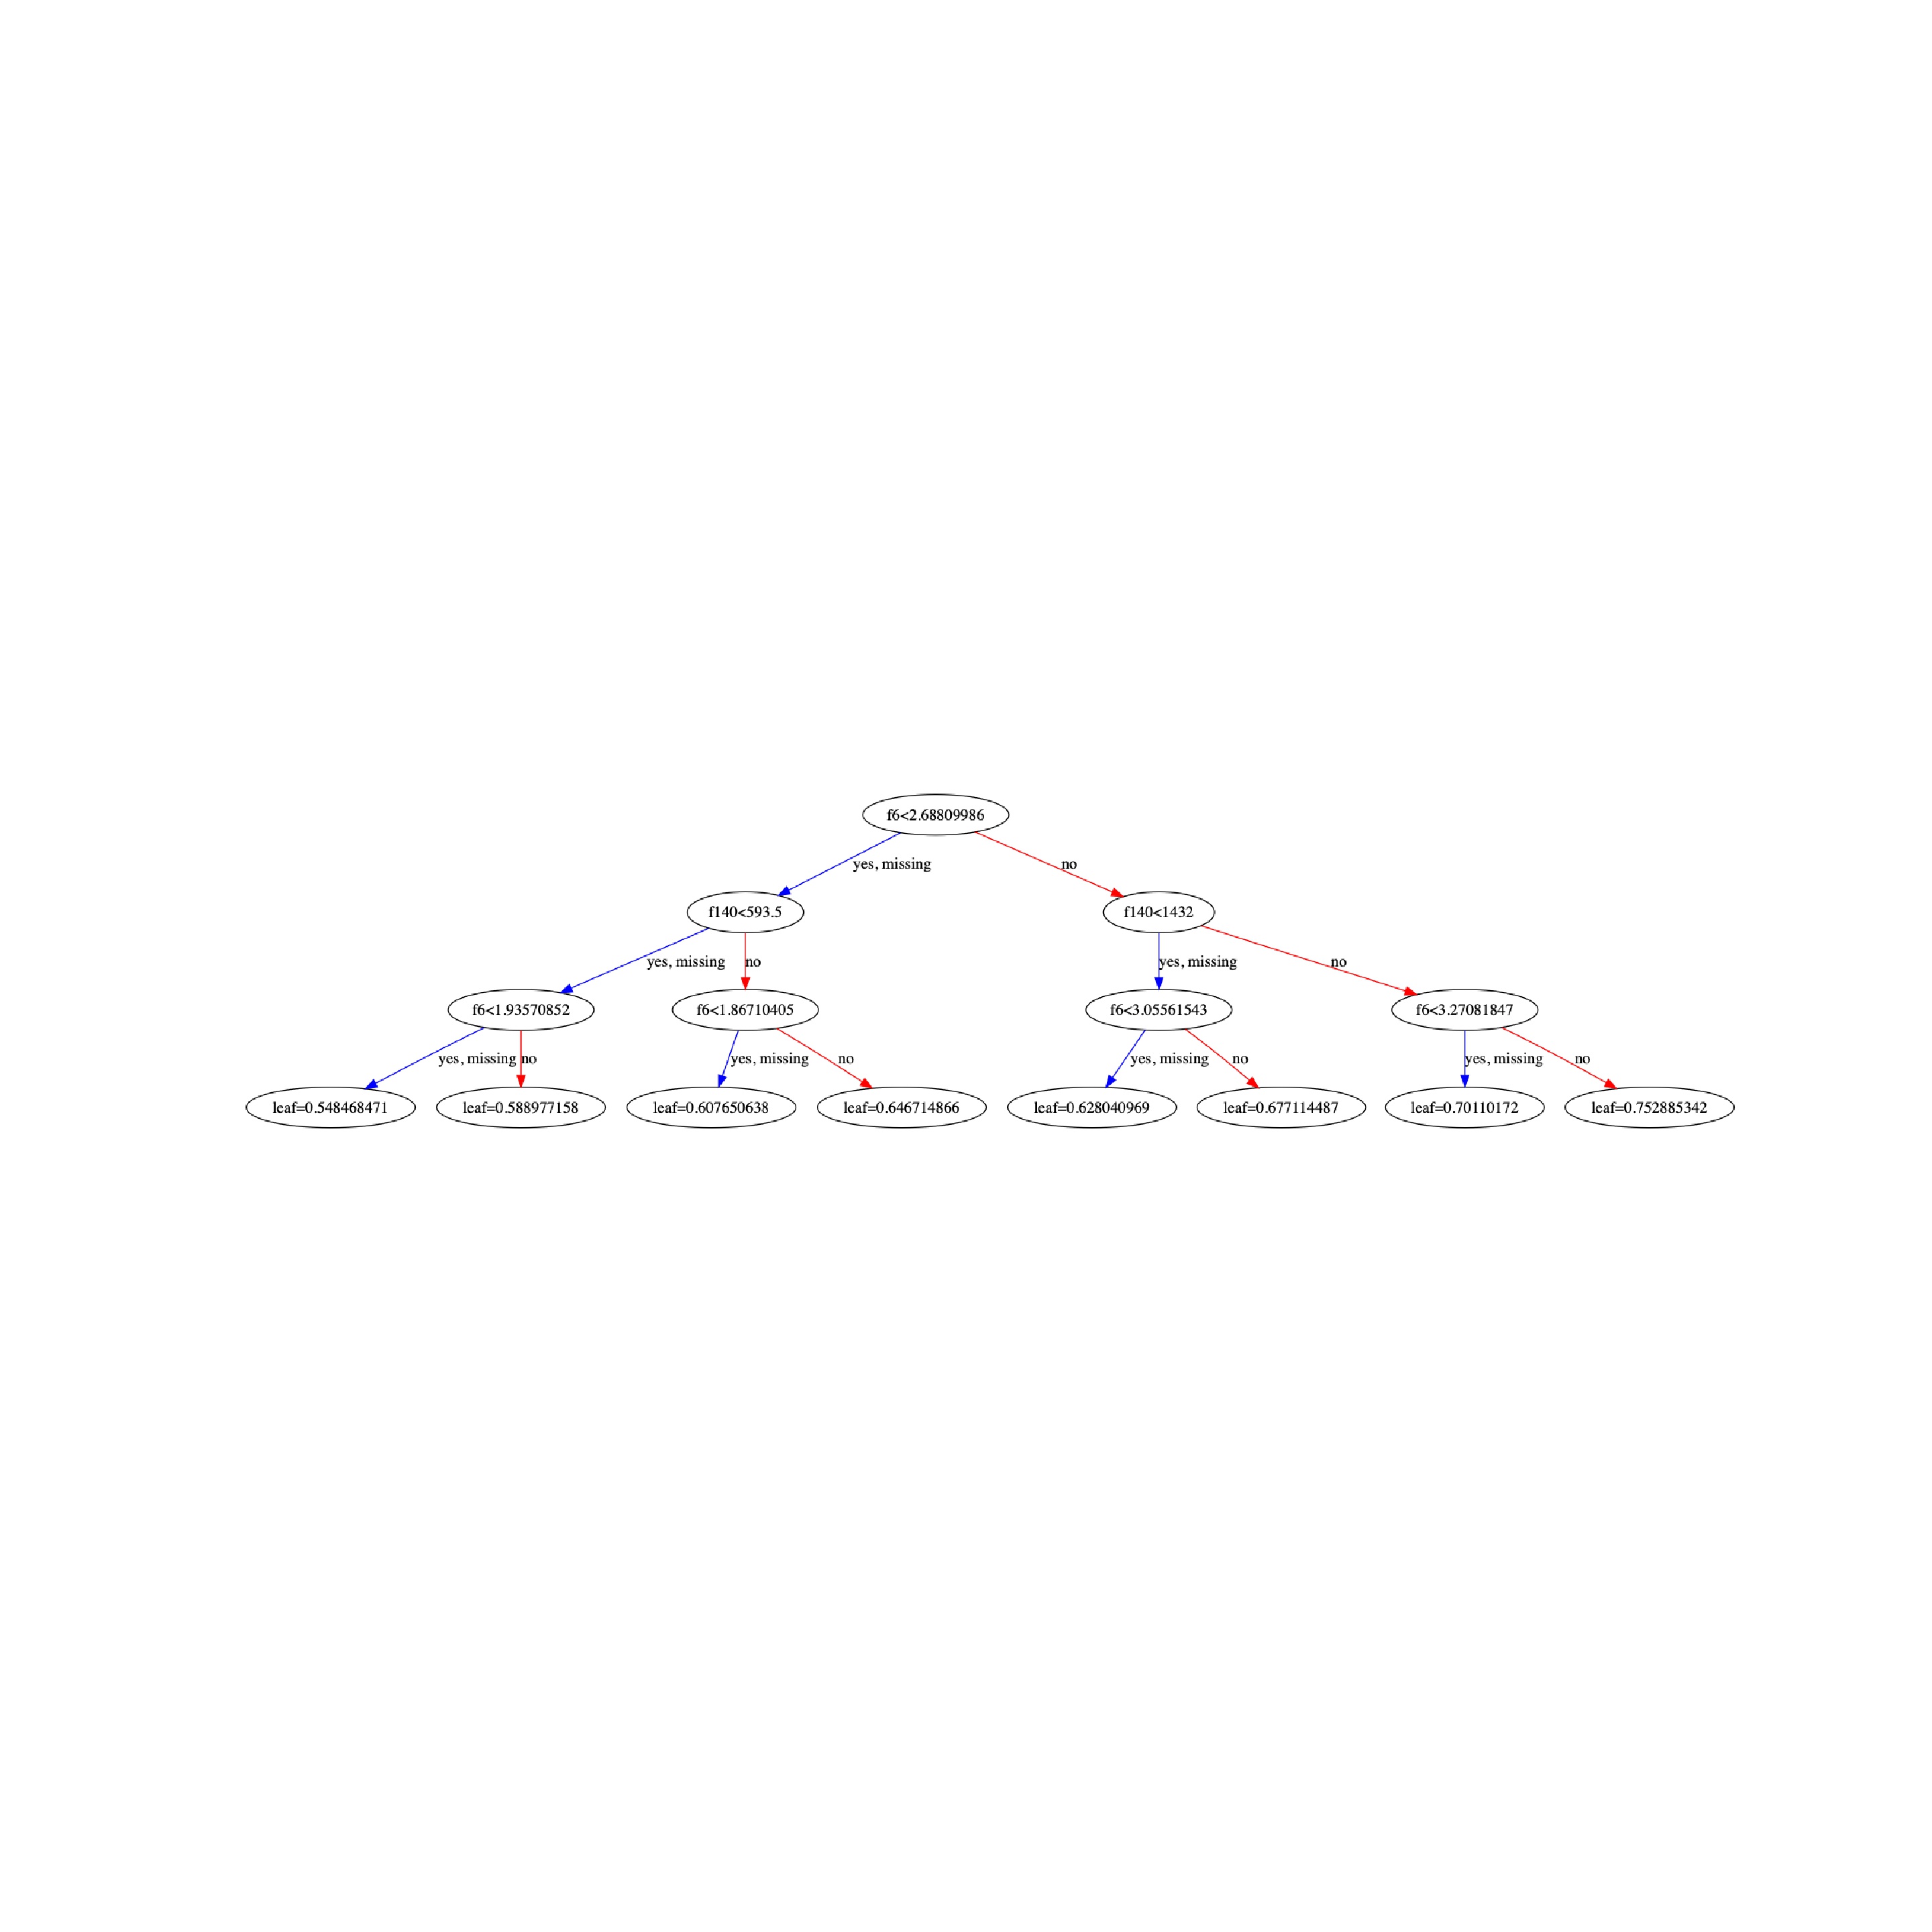 f6<2.68809986
yes, missing
no
f140<593.5
f140<1432
yes, missing
no
yes, missing
no
f6<1.93570852
f6<1.86710405
f6<3.05561543
f6<3.27081847
yes, missing
no
yes, missing
no
yes, missing
no
yes, missing
no
leaf=0.548468471
leaf=0.588977158
leaf=0.607650638
leaf=0.646714866
leaf=0.628040969
leaf=0.677114487
leaf=0.70110172
leaf=0.752885342